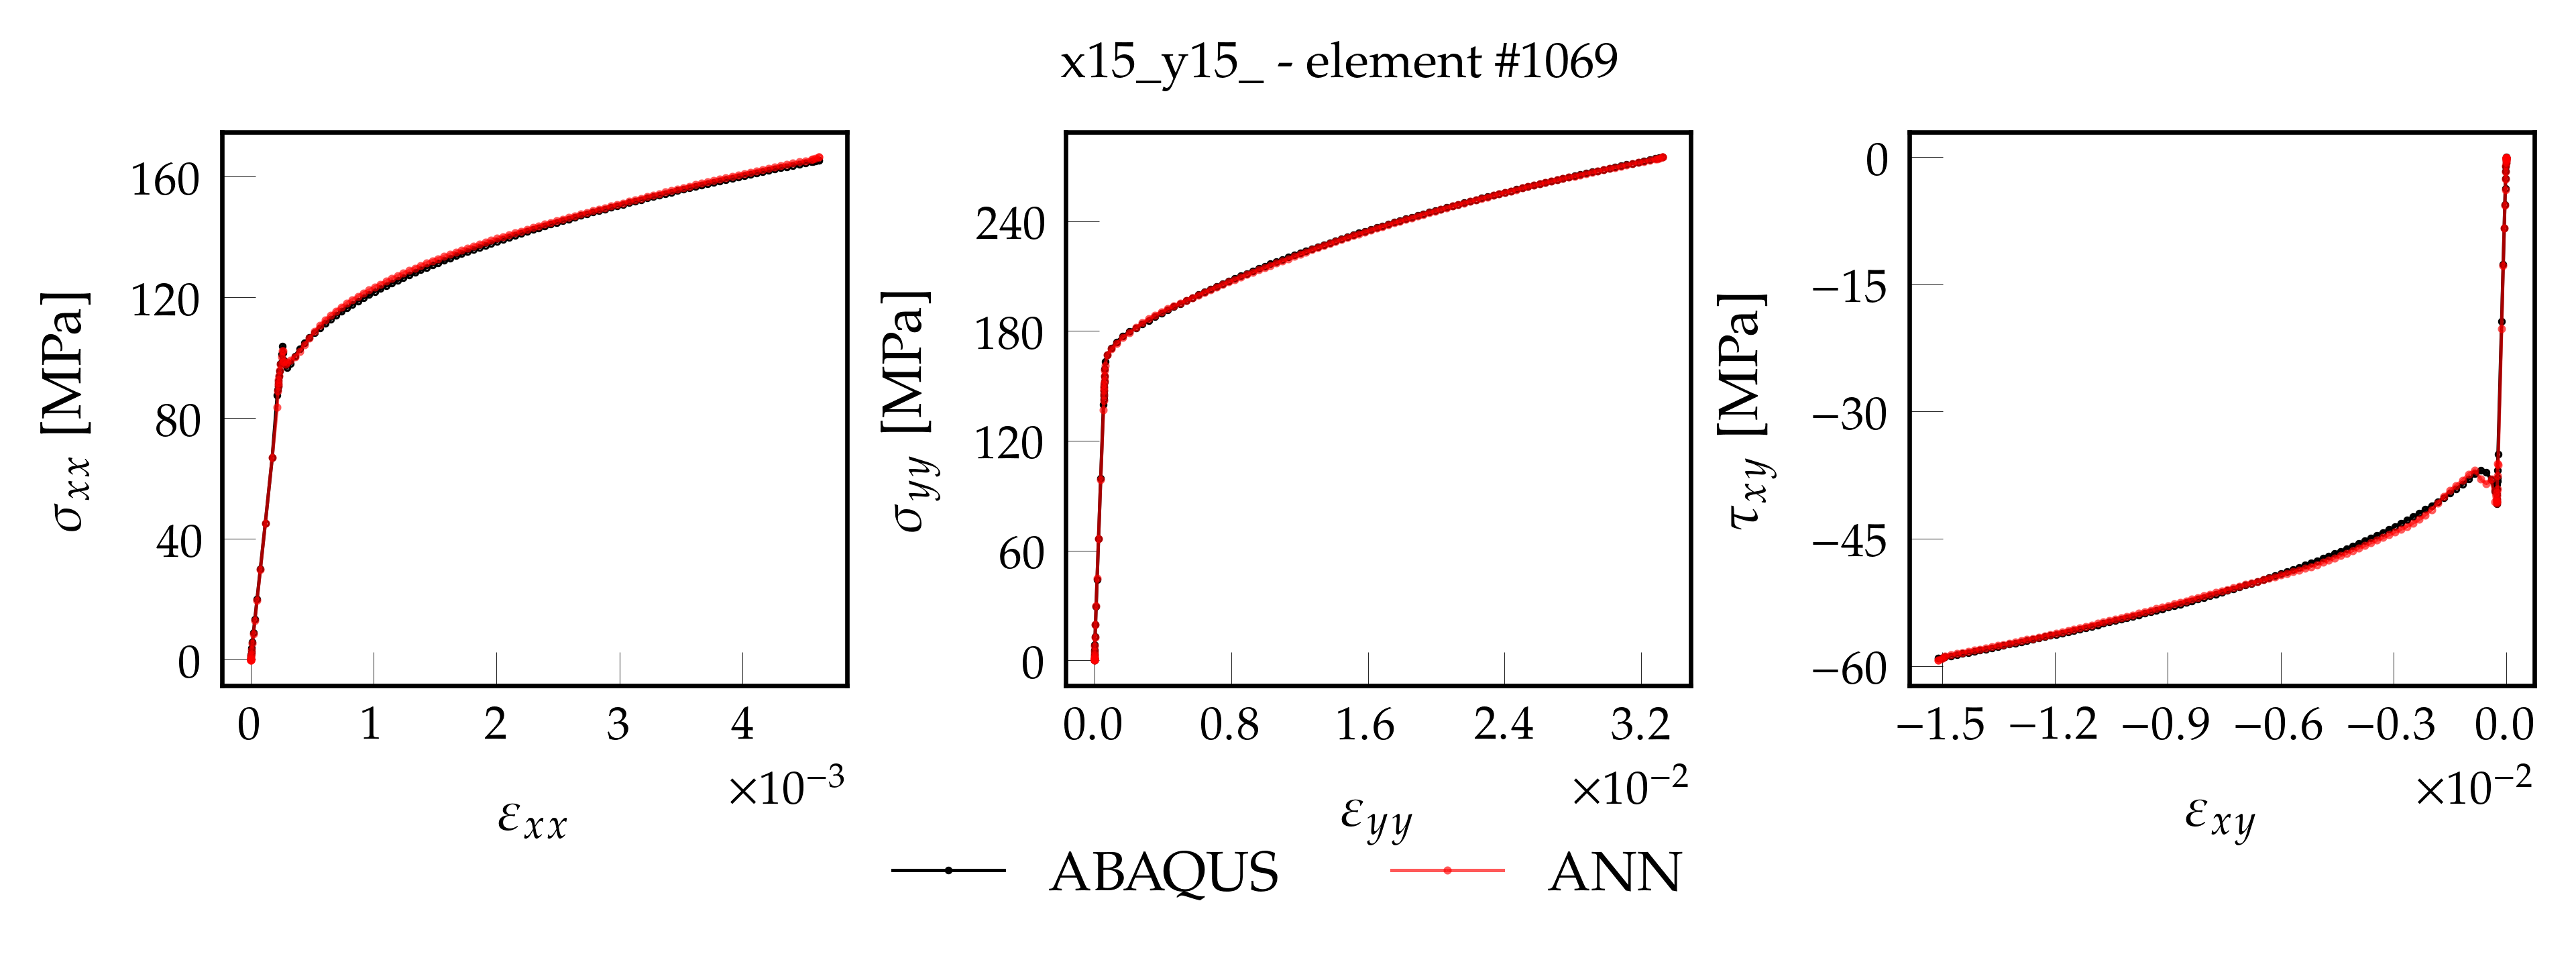 x15_y15_ - element #1069
σxx [MPa]
160
120
80
40
0
0 1 2 3 4
×10⁻³
εxx
σyy [MPa]
240
180
120
60
0
0.0 0.8 1.6 2.4 3.2
×10⁻²
εyy
τxy [MPa]
0
−15
−30
−45
−60
−1.5 −1.2 −0.9 −0.6 −0.3 0.0
×10⁻²
εxy
ABAQUS ANN